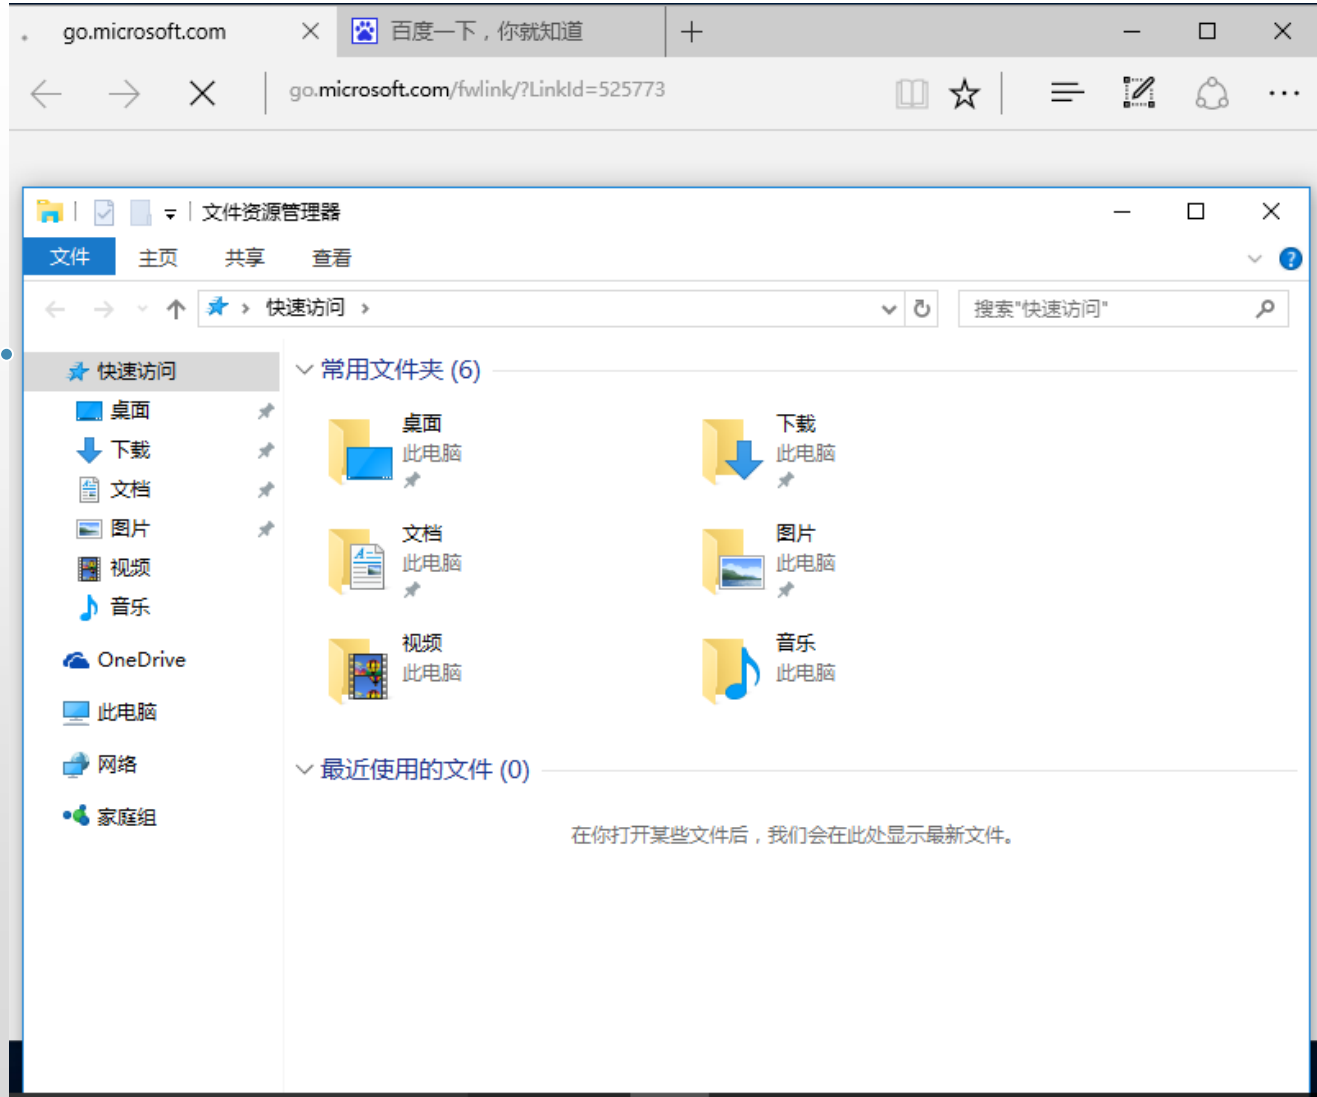 go.microsoft.com
百度一下，你就知道
go.microsoft.com/fwlink/?LinkId=525773
文件资源管理器
文件 主页 共享 查看
快速访问
搜索"快速访问"
快速访问
桌面
下载
文档
图片
视频
音乐
OneDrive
此电脑
网络
家庭组
常用文件夹 (6)
桌面
此电脑
下载
此电脑
文档
此电脑
图片
此电脑
视频
此电脑
音乐
此电脑
最近使用的文件 (0)
在你打开某些文件后，我们会在此处显示最新文件。